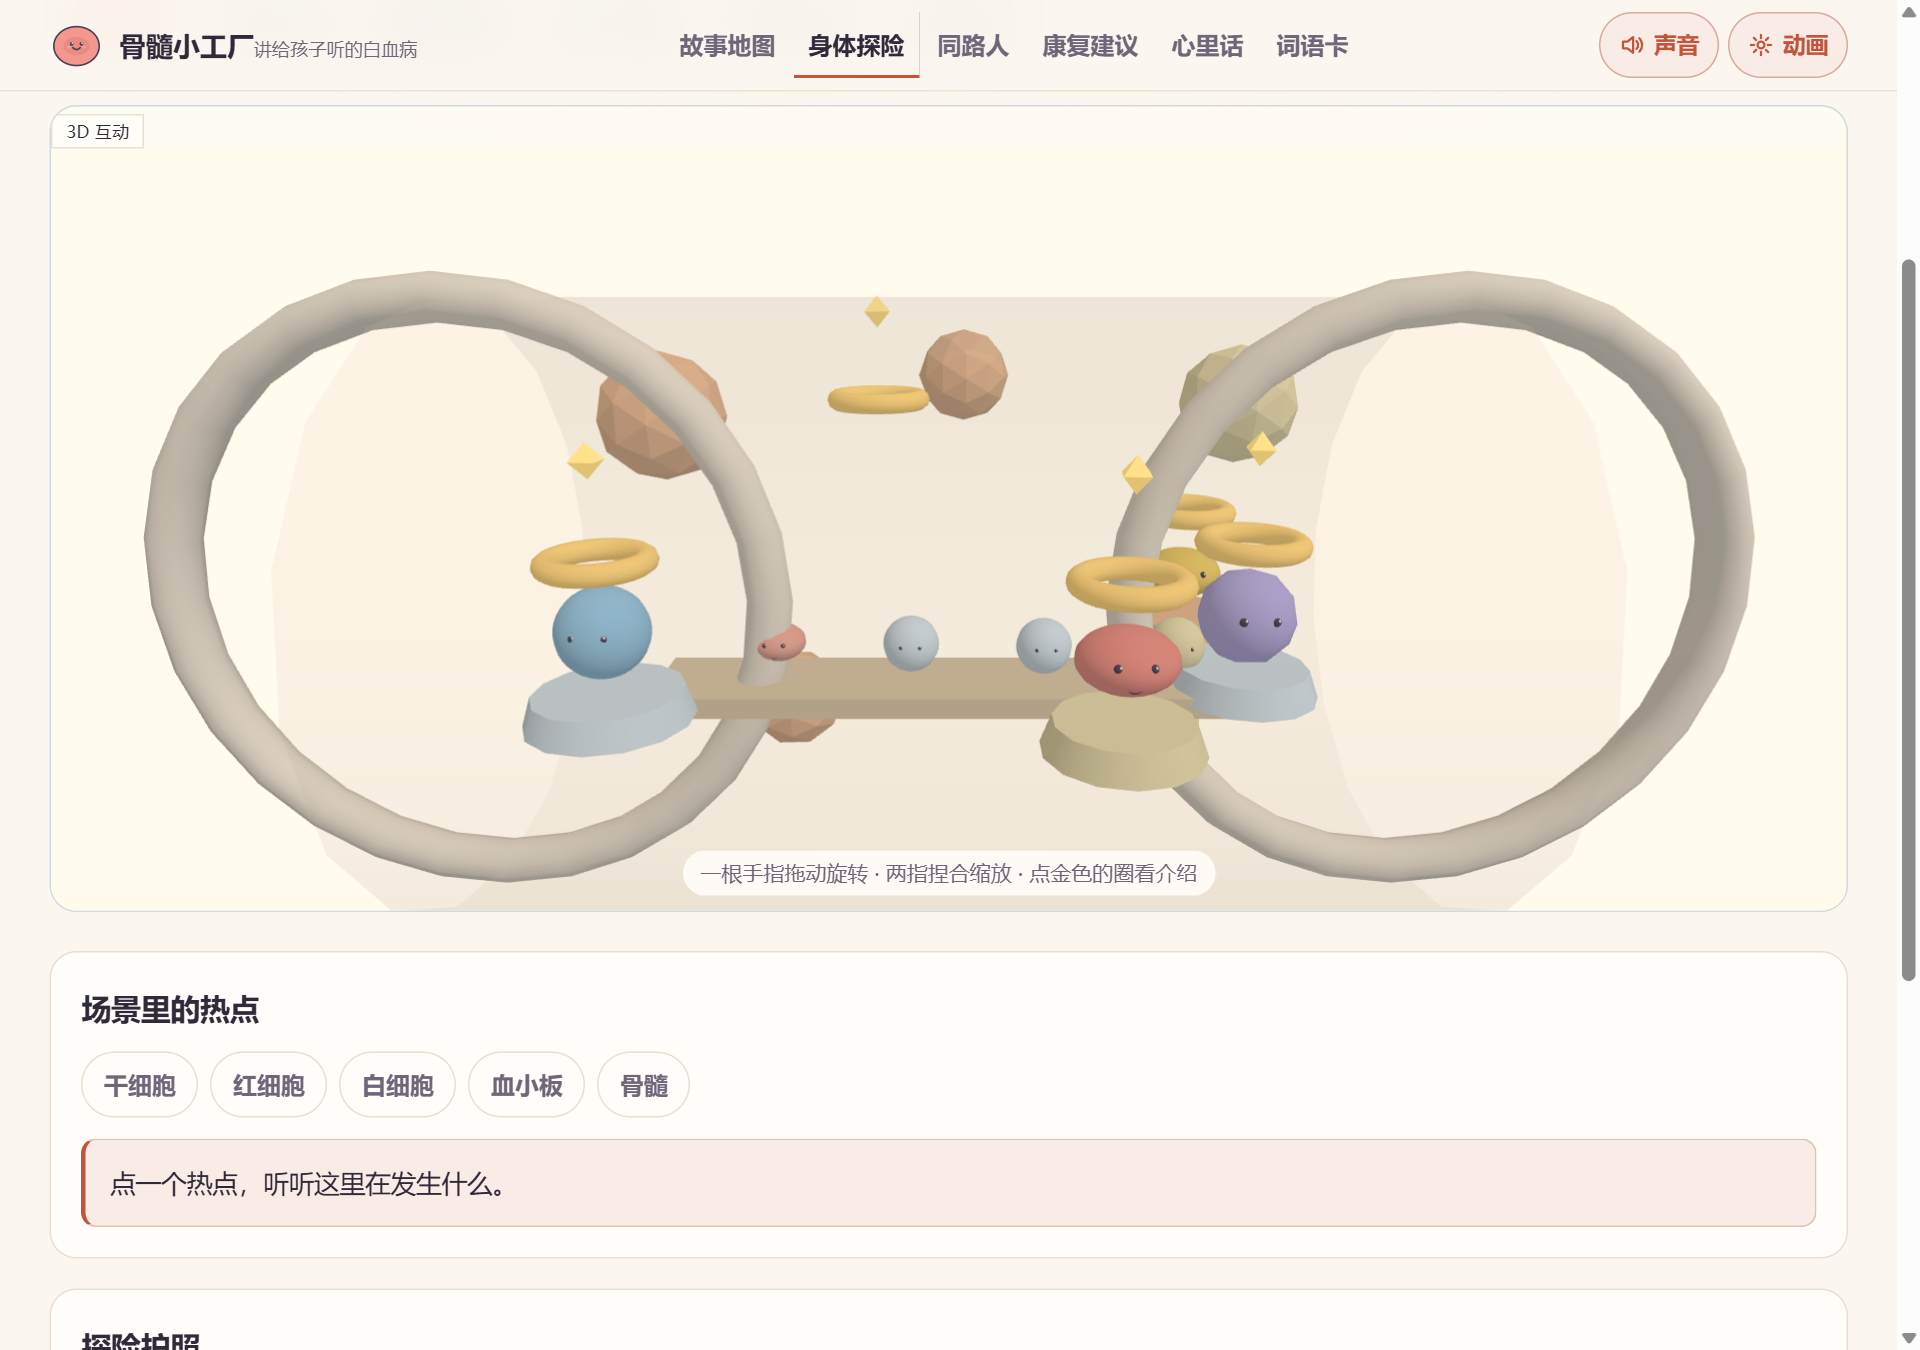 骨髓小工厂讲给孩子听的白血病
故事地图
身体探险
同路人
康复建议
心里话
词语卡
声音
动画
3D 互动
一根手指拖动旋转 · 两指捏合缩放 · 点金色的圈看介绍
场景里的热点
干细胞
红细胞
白细胞
血小板
骨髓
点一个热点，听听这里在发生什么。
探险护照